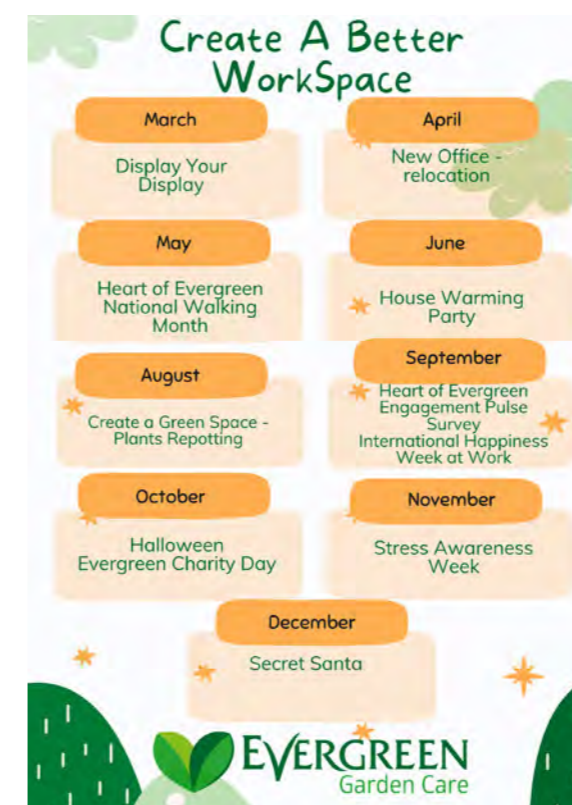 Create A Better
WorkSpace
March
Display Your
Display
April
New Office -
relocation
May
Heart of Evergreen
National Walking
Month
June
House Warming
Party
August
Create a Green Space -
Plants Repotting
September
Heart of Evergreen
Engagement Pulse
Survey
International Happiness
Week at Work
October
Halloween
Evergreen Charity Day
November
Stress Awareness
Week
December
Secret Santa
EVERGREEN
Garden Care